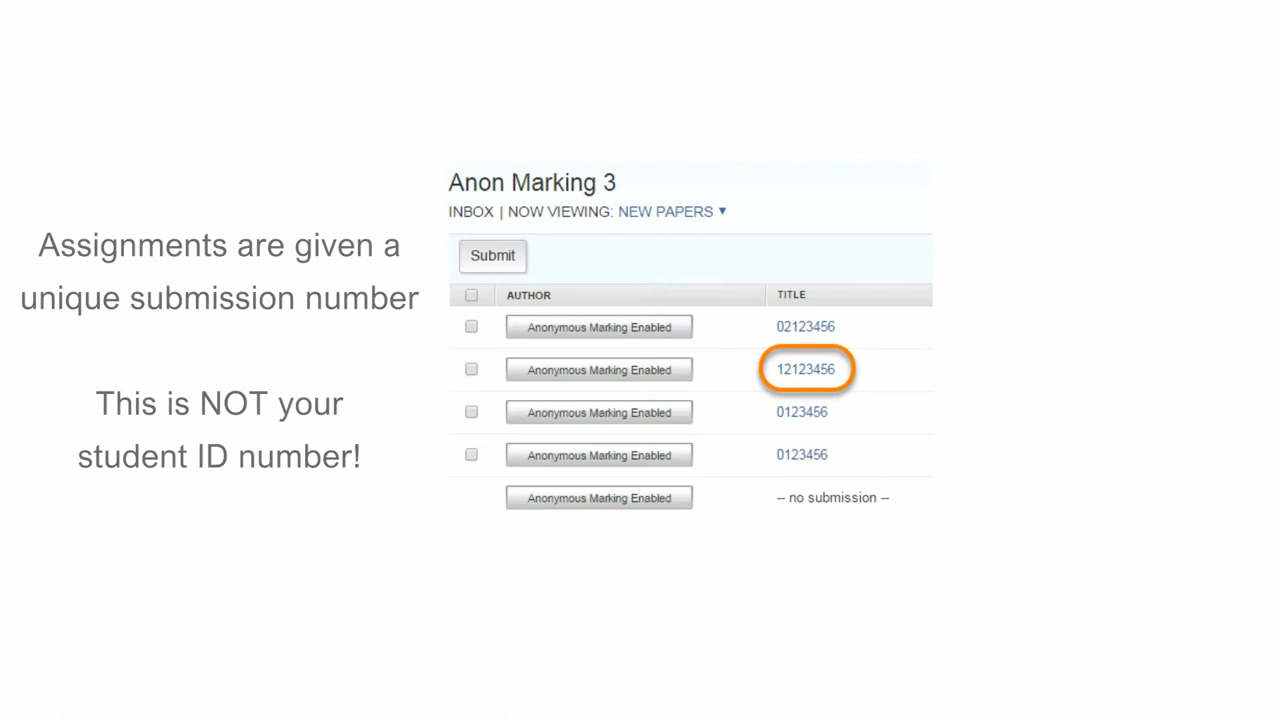 Assignments are given a
unique submission number
This is NOT your
student ID number!
Anon Marking 3
INBOX | NOW VIEWING: NEW PAPERS ▼
Submit
AUTHOR TITLE
Anonymous Marking Enabled 02123456
Anonymous Marking Enabled 12123456
Anonymous Marking Enabled 0123456
Anonymous Marking Enabled 0123456
Anonymous Marking Enabled -- no submission --